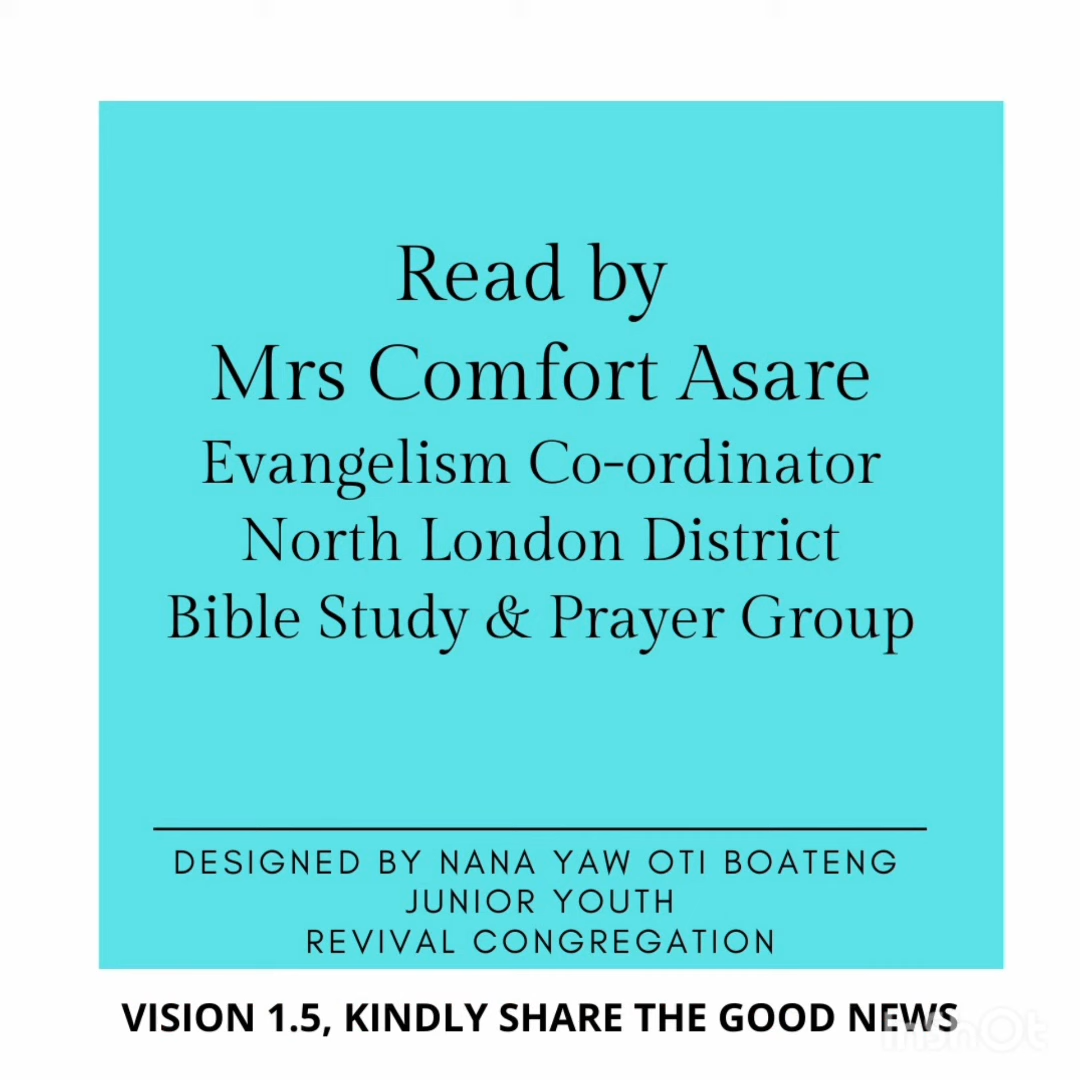 Read by
Mrs Comfort Asare
Evangelism Co-ordinator
North London District
Bible Study & Prayer Group
DESIGNED BY NANA YAW OTI BOATENG
JUNIOR YOUTH
REVIVAL CONGREGATION
VISION 1.5, KINDLY SHARE THE GOOD NEWS
InShOt